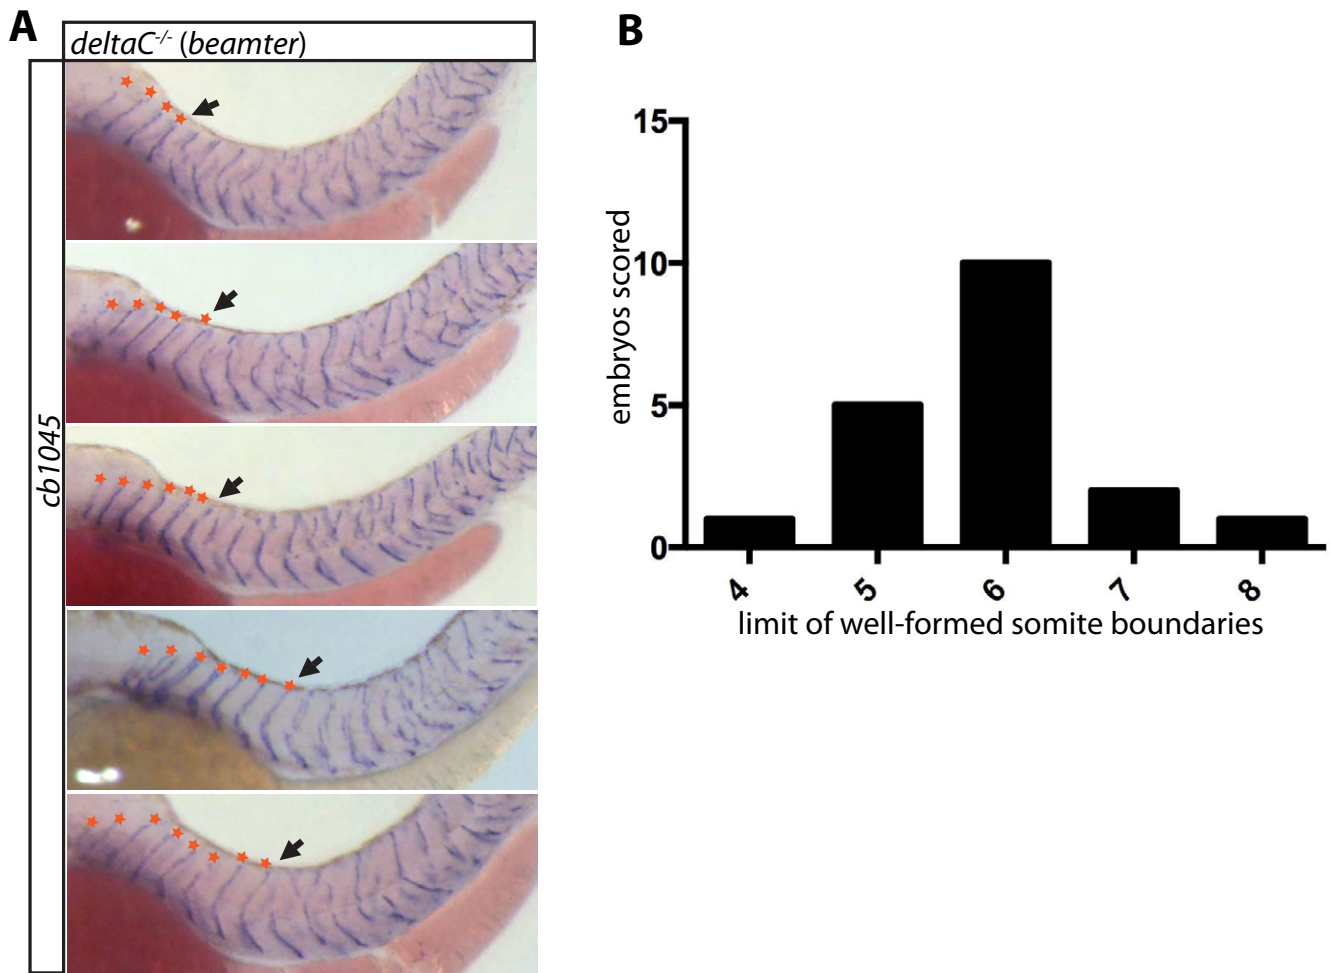 A
deltaC-/- (beamter)
cb1045
B
embryos scored
15
10
5
0
4
5
6
7
8
limit of well-formed somite boundaries